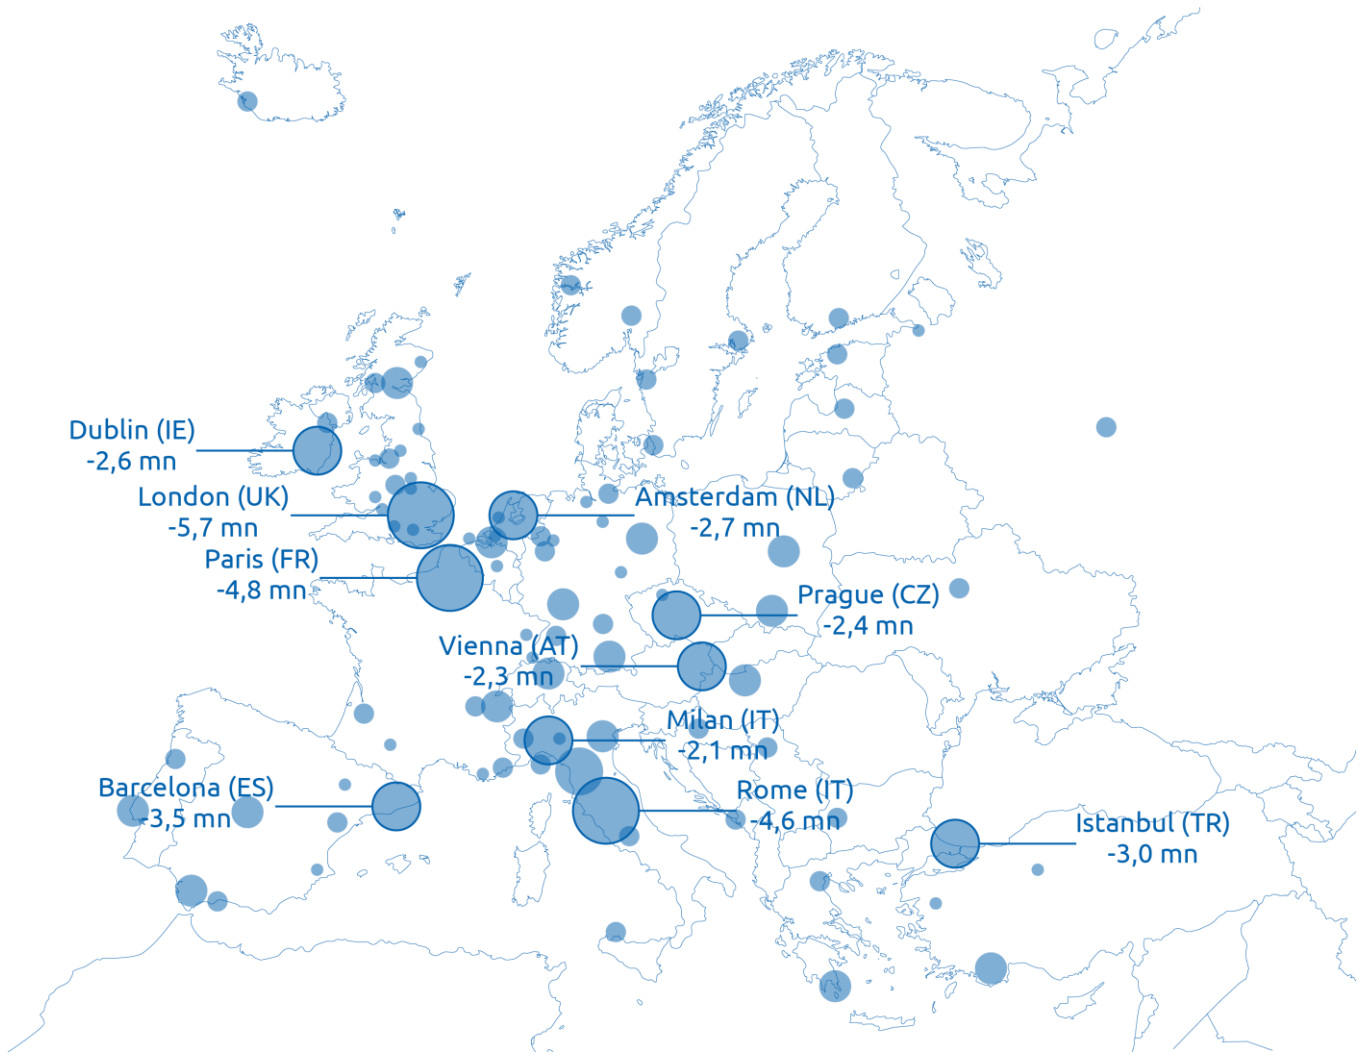 Dublin (IE)
-2,6 mn
London (UK)
-5,7 mn
Amsterdam (NL)
-2,7 mn
Paris (FR)
-4,8 mn
Prague (CZ)
-2,4 mn
Vienna (AT)
-2,3 mn
Milan (IT)
-2,1 mn
Barcelona (ES)
-3,5 mn
Rome (IT)
-4,6 mn
Istanbul (TR)
-3,0 mn